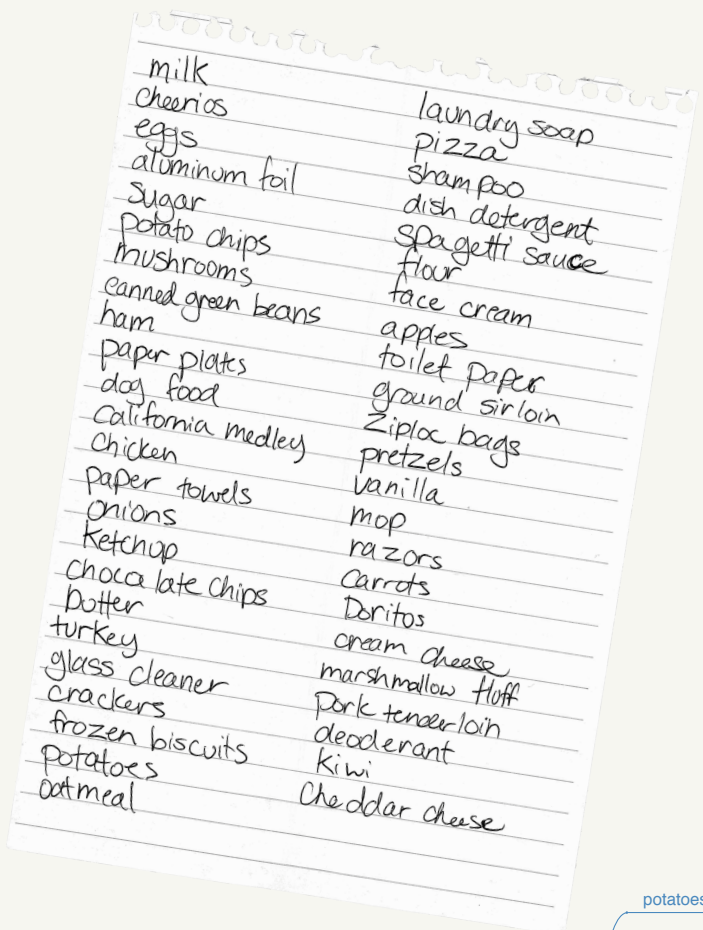 milk
cheerios
eggs
aluminum foil
Sugar
potato chips
mushrooms
canned green beans
ham
paper plates
dog food
California medley
chicken
paper towels
onions
ketchup
choco late chips
butter
turkey
glass cleaner
crackers
frozen biscuits
potatoes
oatmeal
laundry soap
pizza
shampoo
dish detergent
spagetti sauce
flour
face cream
apples
toilet paper
ground sirloin
Ziploc bags
pretzels
vanilla
mop
razors
carrots
Doritos
cream cheese
marshmallow fluff
pork tenderloin
deoderant
kiwi
Cheddar cheese
potatoes